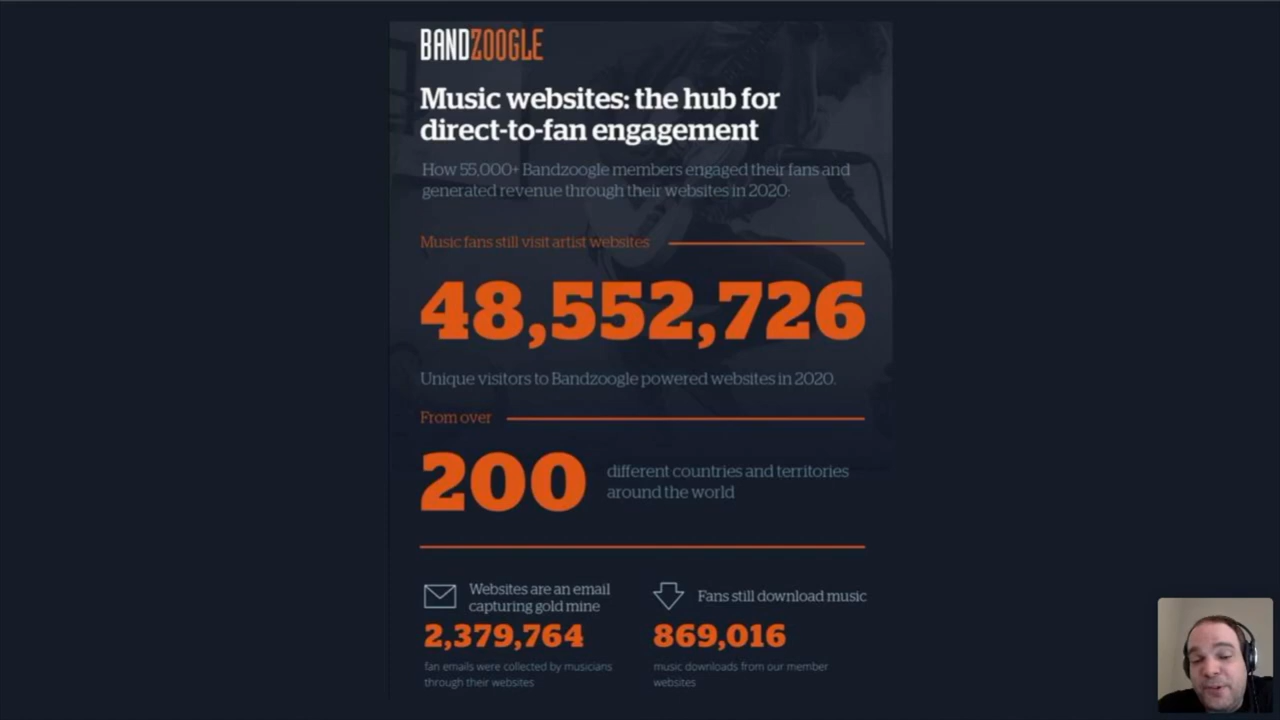 BANDZOOGLE
Music websites: the hub for
direct-to-fan engagement
How 55,000+ Bandzoogle members engaged their fans and
generated revenue through their websites in 2020:
Music fans still visit artist websites
48,552,726
Unique visitors to Bandzoogle powered websites in 2020.
From over
200
different countries and territories
around the world
Websites are an email
capturing gold mine
2,379,764
fan emails were collected by musicians
through their websites
Fans still download music
869,016
music downloads from our member
websites